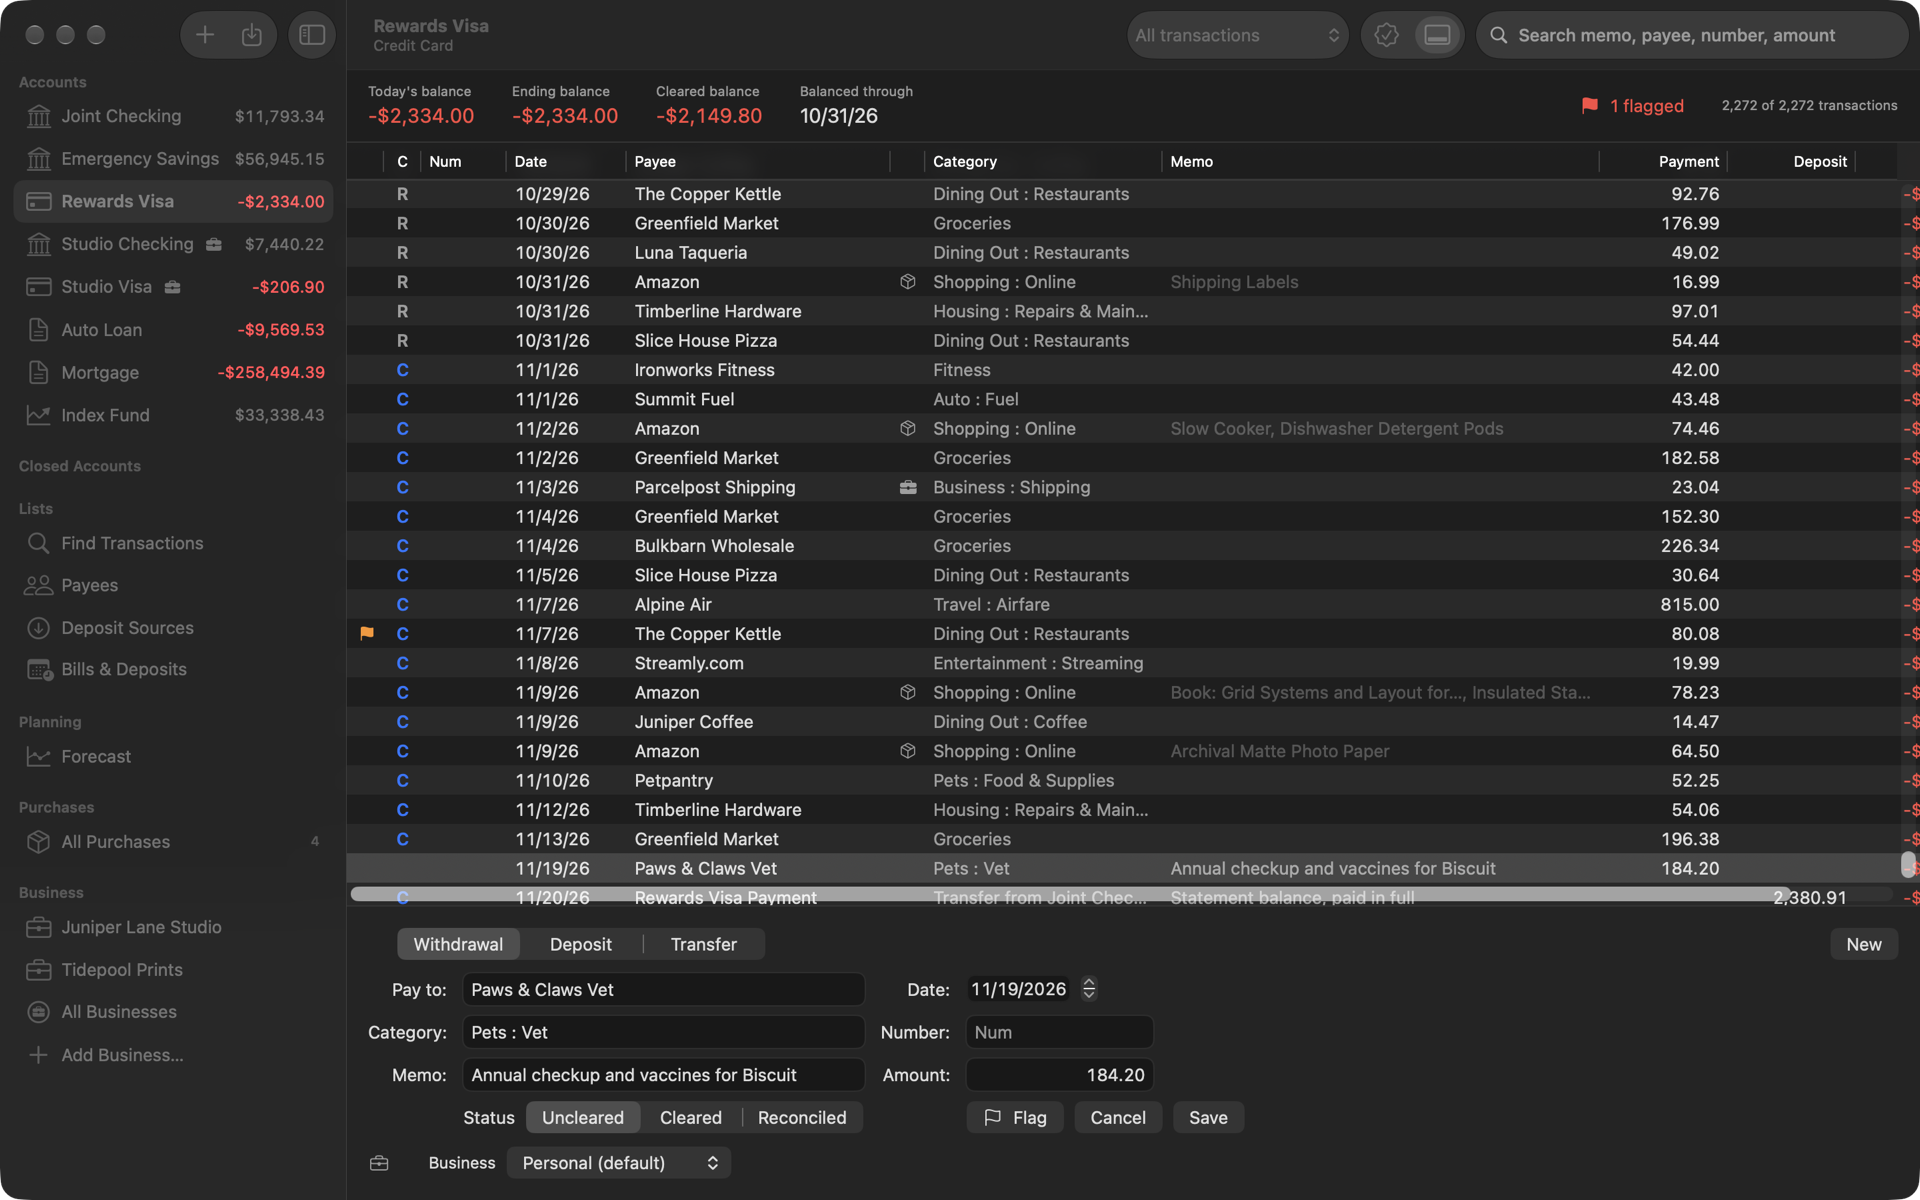 Rewards Visa
Credit Card
All transactions
Search memo, payee, number, amount
Accounts
Joint Checking $11,793.34
Emergency Savings $56,945.15
Rewards Visa -$2,334.00
Studio Checking $7,440.22
Studio Visa -$206.90
Auto Loan -$9,569.53
Mortgage -$258,494.39
Index Fund $33,338.43
Closed Accounts
Lists
Find Transactions
Payees
Deposit Sources
Bills & Deposits
Planning
Forecast
Purchases
All Purchases 4
Business
Juniper Lane Studio
Tidepool Prints
All Businesses
Add Business...
Today's balance Ending balance Cleared balance Balanced through
-$2,334.00 -$2,334.00 -$2,149.80 10/31/26
1 flagged 2,272 of 2,272 transactions
C Num Date Payee Category Memo Payment Deposit
R 10/29/26 The Copper Kettle Dining Out : Restaurants 92.76 -$
R 10/30/26 Greenfield Market Groceries 176.99 -$
R 10/30/26 Luna Taqueria Dining Out : Restaurants 49.02 -$
R 10/31/26 Amazon Shopping : Online Shipping Labels 16.99 -$
R 10/31/26 Timberline Hardware Housing : Repairs & Main... 97.01 -$
R 10/31/26 Slice House Pizza Dining Out : Restaurants 54.44 -$
C 11/1/26 Ironworks Fitness Fitness 42.00 -$
C 11/1/26 Summit Fuel Auto : Fuel 43.48 -$
C 11/2/26 Amazon Shopping : Online Slow Cooker, Dishwasher Detergent Pods 74.46 -$
C 11/2/26 Greenfield Market Groceries 182.58 -$
C 11/3/26 Parcelpost Shipping Business : Shipping 23.04 -$
C 11/4/26 Greenfield Market Groceries 152.30 -$
C 11/4/26 Bulkbarn Wholesale Groceries 226.34 -$
C 11/5/26 Slice House Pizza Dining Out : Restaurants 30.64 -$
C 11/7/26 Alpine Air Travel : Airfare 815.00 -$
C 11/7/26 The Copper Kettle Dining Out : Restaurants 80.08 -$
C 11/8/26 Streamly.com Entertainment : Streaming 19.99 -$
C 11/9/26 Amazon Shopping : Online Book: Grid Systems and Layout for..., Insulated Sta... 78.23 -$
C 11/9/26 Juniper Coffee Dining Out : Coffee 14.47 -$
C 11/9/26 Amazon Shopping : Online Archival Matte Photo Paper 64.50 -$
C 11/10/26 Petpantry Pets : Food & Supplies 52.25 -$
C 11/12/26 Timberline Hardware Housing : Repairs & Main... 54.06 -$
C 11/13/26 Greenfield Market Groceries 196.38 -$
11/19/26 Paws & Claws Vet Pets : Vet Annual checkup and vaccines for Biscuit 184.20 -$
C 11/20/26 Rewards Visa Payment Transfer from Joint Chec... Statement balance, paid in full 2,380.91 -$
Withdrawal Deposit Transfer New
Pay to: Paws & Claws Vet Date: 11/19/2026
Category: Pets : Vet Number: Num
Memo: Annual checkup and vaccines for Biscuit Amount: 184.20
Status Uncleared Cleared Reconciled Flag Cancel Save
Business Personal (default)